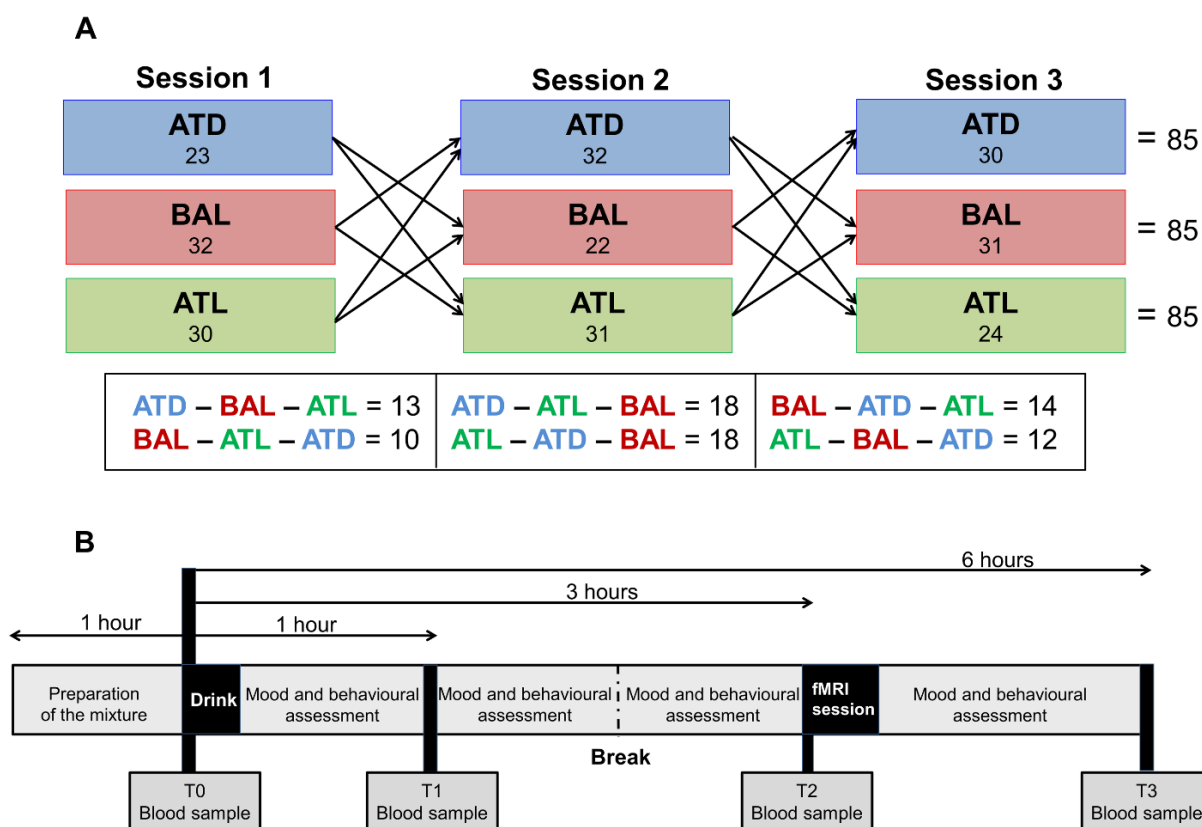 A
Session 1
Session 2
Session 3
ATD
23
ATD
32
ATD
30
= 85
BAL
32
BAL
22
BAL
31
= 85
ATL
30
ATL
31
ATL
24
= 85
ATD – BAL – ATL = 13
BAL – ATL – ATD = 10
ATD – ATL – BAL = 18
ATL – ATD – BAL = 18
BAL – ATD – ATL = 14
ATL – BAL – ATD = 12
B
6 hours
3 hours
1 hour
1 hour
Preparation
of the mixture
Drink
Mood and behavioural
assessment
Mood and behavioural
assessment
Mood and behavioural
assessment
fMRI
session
Mood and behavioural
assessment
Break
T0
Blood sample
T1
Blood sample
T2
Blood sample
T3
Blood sample